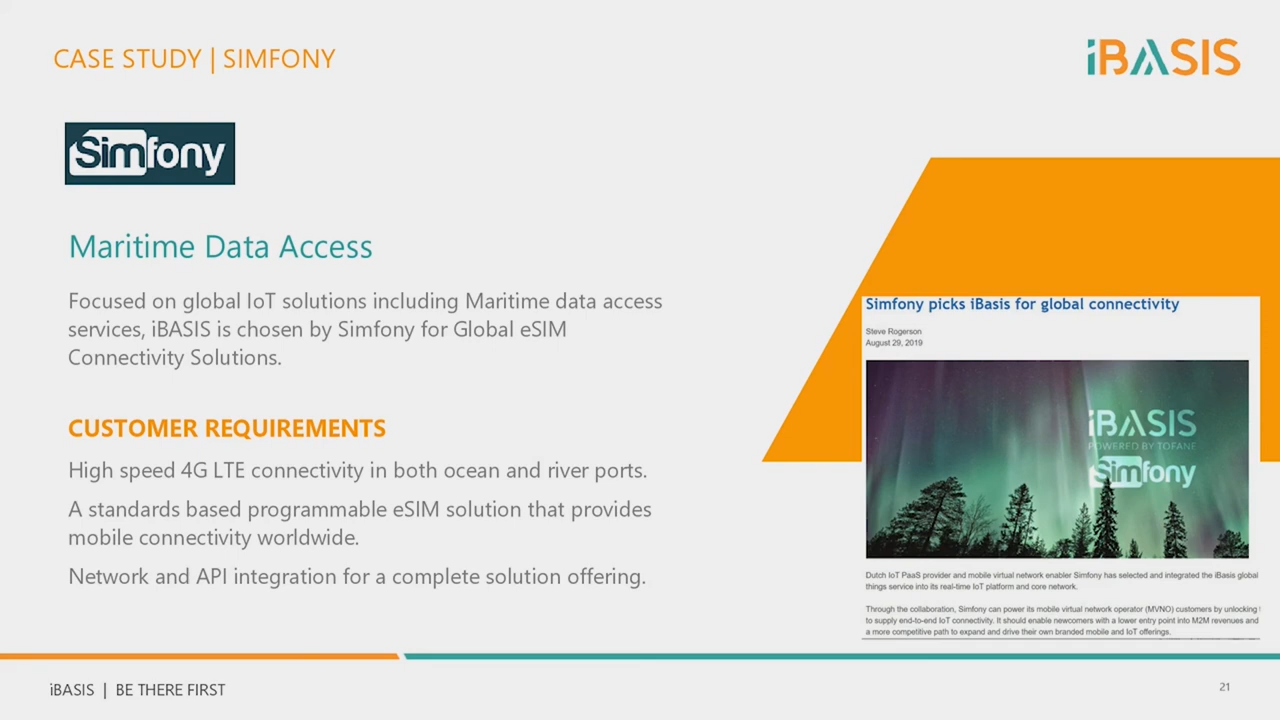 CASE STUDY | SIMFONY
iBASIS
Simfony
Maritime Data Access
Focused on global IoT solutions including Maritime data access
services, iBASIS is chosen by Simfony for Global eSIM
Connectivity Solutions.
CUSTOMER REQUIREMENTS
High speed 4G LTE connectivity in both ocean and river ports.
A standards based programmable eSIM solution that provides
mobile connectivity worldwide.
Network and API integration for a complete solution offering.
Simfony picks iBasis for global connectivity
Steve Rogerson
August 29, 2019
iBASIS
POWERED BY TOFANE
Simfony
Dutch IoT PaaS provider and mobile virtual network enabler Simfony has selected and integrated the iBasis global
things service into its real-time IoT platform and core network.
Through the collaboration, Simfony can power its mobile virtual network operator (MVNO) customers by unlocking
to supply end-to-end IoT connectivity. It should enable newcomers with a lower entry point into M2M revenues and
a more competitive path to expand and drive their own branded mobile and IoT offerings.
iBASIS | BE THERE FIRST
21